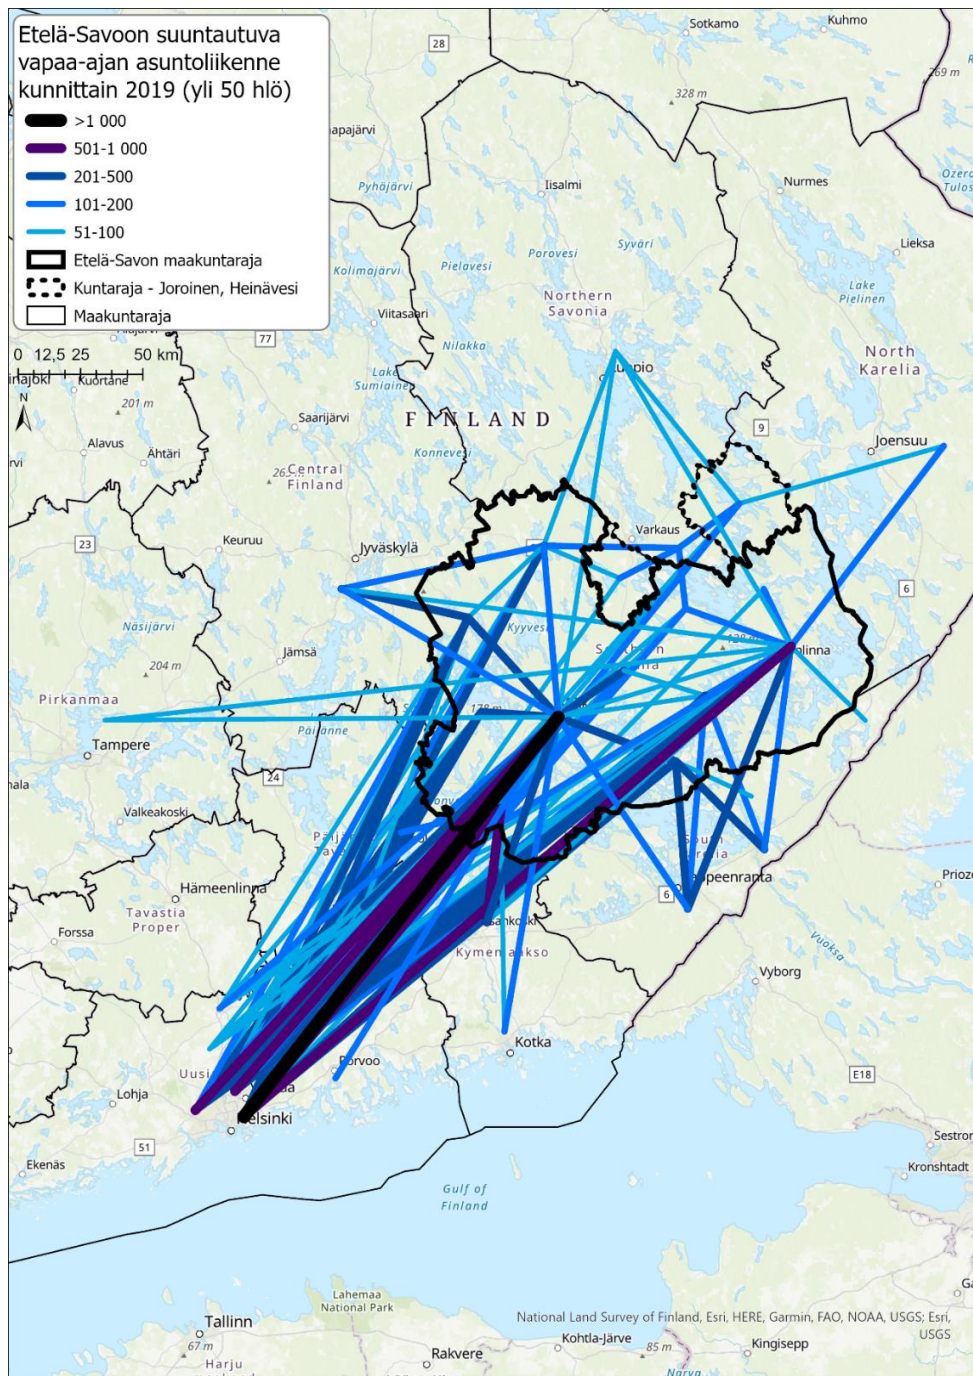 Etelä-Savoon suuntautuva
vapaa-ajan asuntoliikenne
kunnittain 2019 (yli 50 hlö)
>1 000
501-1 000
201-500
101-200
51-100
Etelä-Savon maakuntaraja
Kuntaraja - Joroinen, Heinävesi
Maakuntaraja
0 12,5 25 50 km
N
Sotkamo
Kuhmo
28
269 m
328 m
Iisalmi
Nurmes
Pyhäjärvi
Syväri
Lieksa
Kolimajärvi
Pielavesi
Porovesi
Lake
Pielinen
Northern
Savonia
Viitasaari
77
Nilakka
North
Karelia
Lake
Sumiainen
Kuortane
201 m
Saarijärvi
FINLAND
9
Joensuu
Alavus
Ähtäri
Konnevesi
Central
Finland
Varkaus
23
Keuruu
Jyväskylä
6
Näsijärvi
Kyyvesi
204 m
Jämsä
Pirkanmaa
178 m
Päijänne
Tampere
24
Valkeakoski
Hämeenlinna
6
Tavastia
Proper
Forssa
Vuoksa
Vyborg
Kotka
Porvoo
Lohja
E18
Helsinki
51
Ekenäs
Kronshtadt
Gulf of
Finland
Lahemaa
National Park
National Land Survey of Finland, Esri, HERE, Garmin, FAO, NOAA, USGS; Esri,
USGS
Tallinn
67 m
Kohtla-Järve
85 m
Kingisepp
Harju
Rakvere
Narva